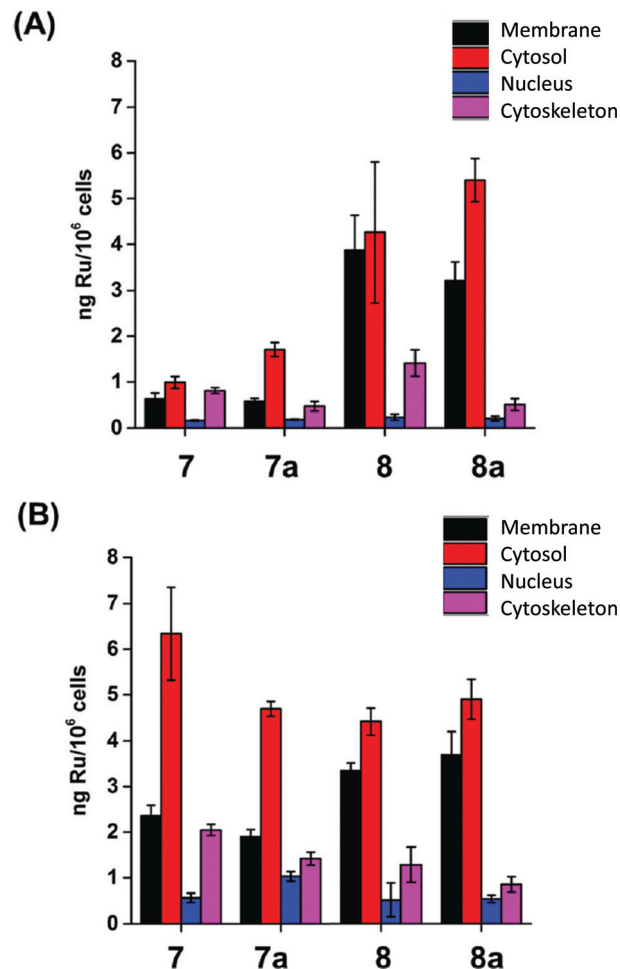 (A)
Membrane
Cytosol
Nucleus
Cytoskeleton
ng Ru/10⁶ cells
8
7
6
5
4
3
2
1
0
7 7a 8 8a
(B)
Membrane
Cytosol
Nucleus
Cytoskeleton
ng Ru/10⁶ cells
8
7
6
5
4
3
2
1
0
7 7a 8 8a